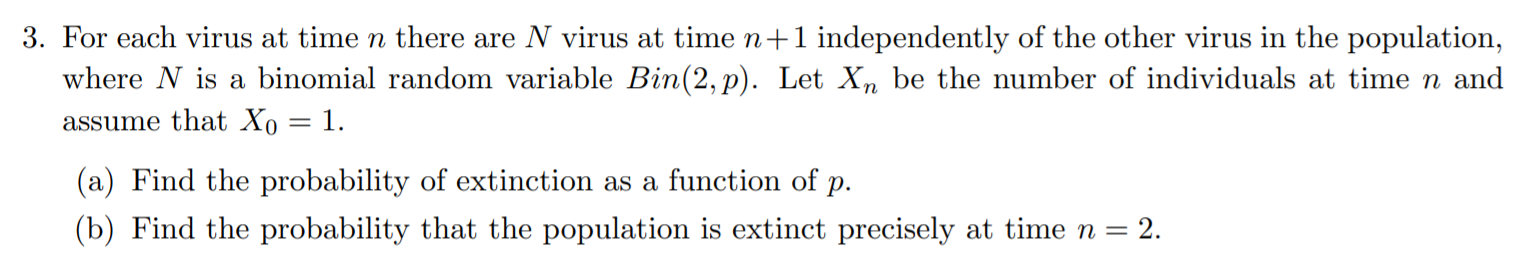 3. For each virus at time n there are N virus at time n+1 independently of the other virus in the population,
where N is a binomial random variable Bin(2, p). Let Xₙ be the number of individuals at time n and
assume that X₀ = 1.
(a) Find the probability of extinction as a function of p.
(b) Find the probability that the population is extinct precisely at time n = 2.